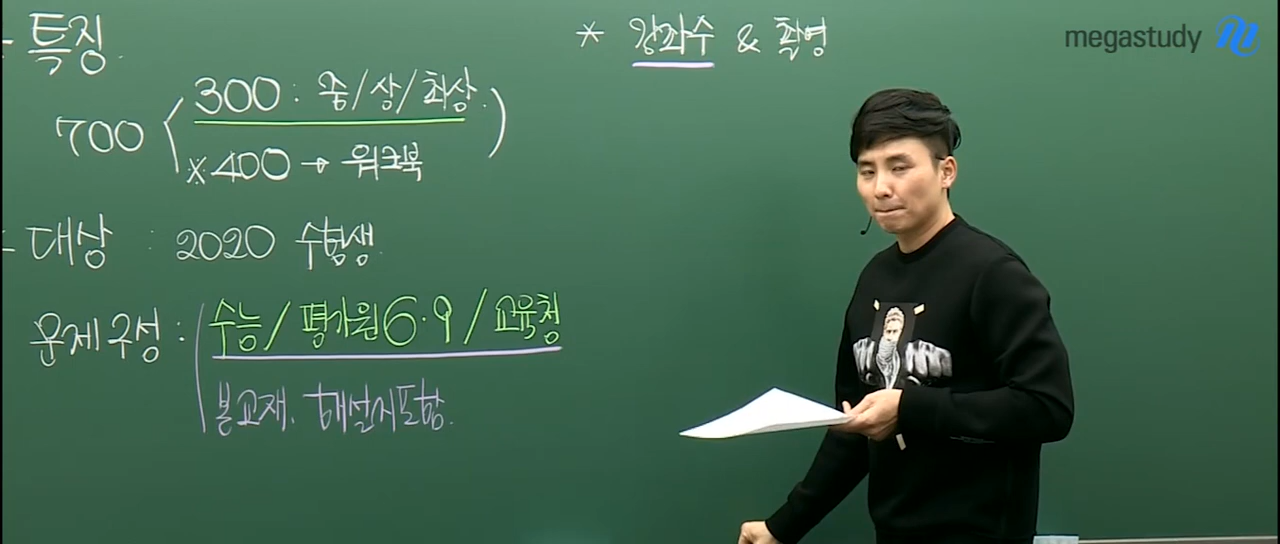 - 특징.
700 〈 300 : 중/상/최상. )
※400 → 워크북
- 대상 : 2020 수험생.
문제구성 : 수능 / 평가원 6·9 / 교육청
본교재, 해설서포함.
* 강좌수 & 촬영
megastudy